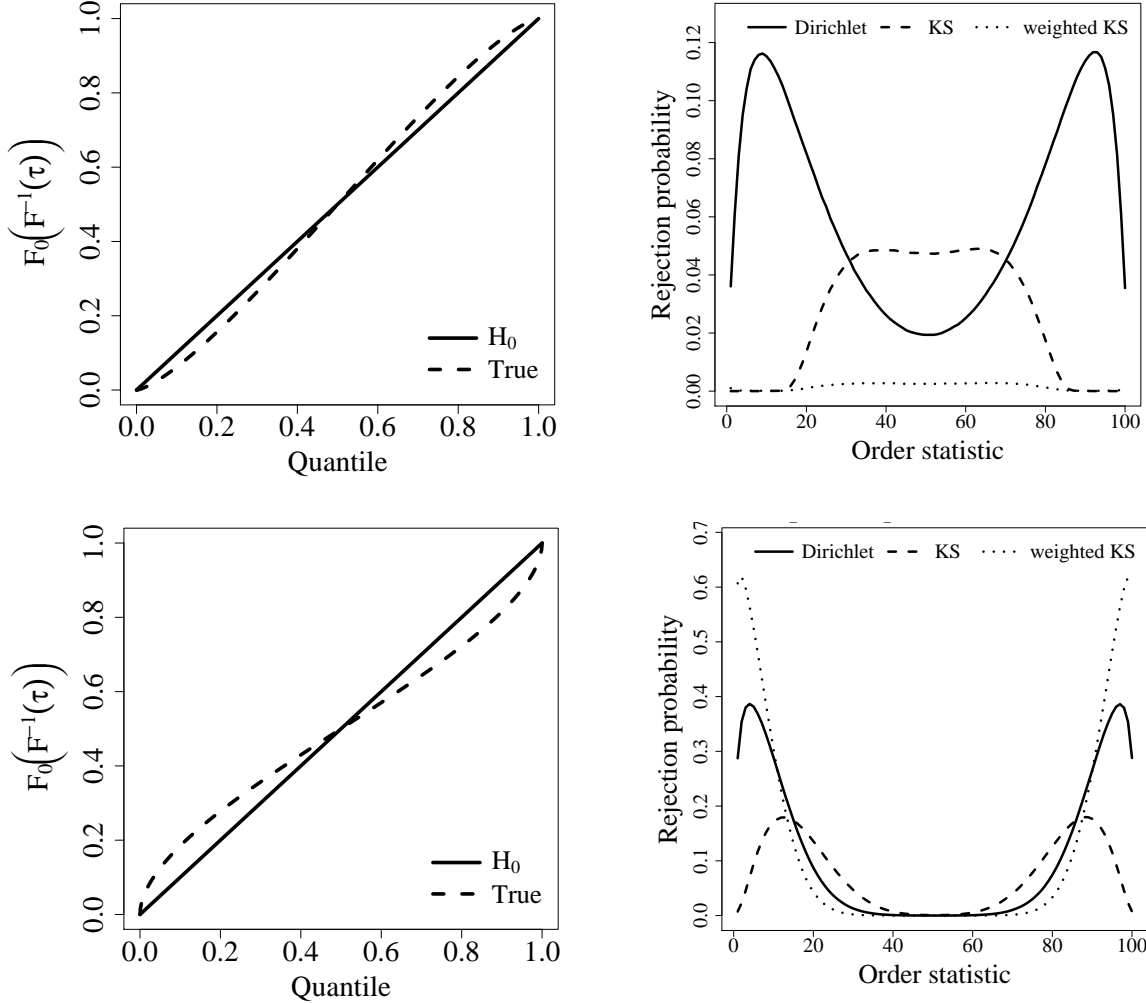 F₀(F⁻¹(τ))
0.0 0.2 0.4 0.6 0.8 1.0
H₀
True
0.0 0.2 0.4 0.6 0.8 1.0
Quantile
Rejection probability
0.00 0.02 0.04 0.06 0.08 0.10 0.12
Dirichlet KS weighted KS
0 20 40 60 80 100
Order statistic
F₀(F⁻¹(τ))
0.0 0.2 0.4 0.6 0.8 1.0
H₀
True
0.0 0.2 0.4 0.6 0.8 1.0
Quantile
Rejection probability
0.0 0.1 0.2 0.3 0.4 0.5 0.6 0.7
Dirichlet KS weighted KS
0 20 40 60 80 100
Order statistic